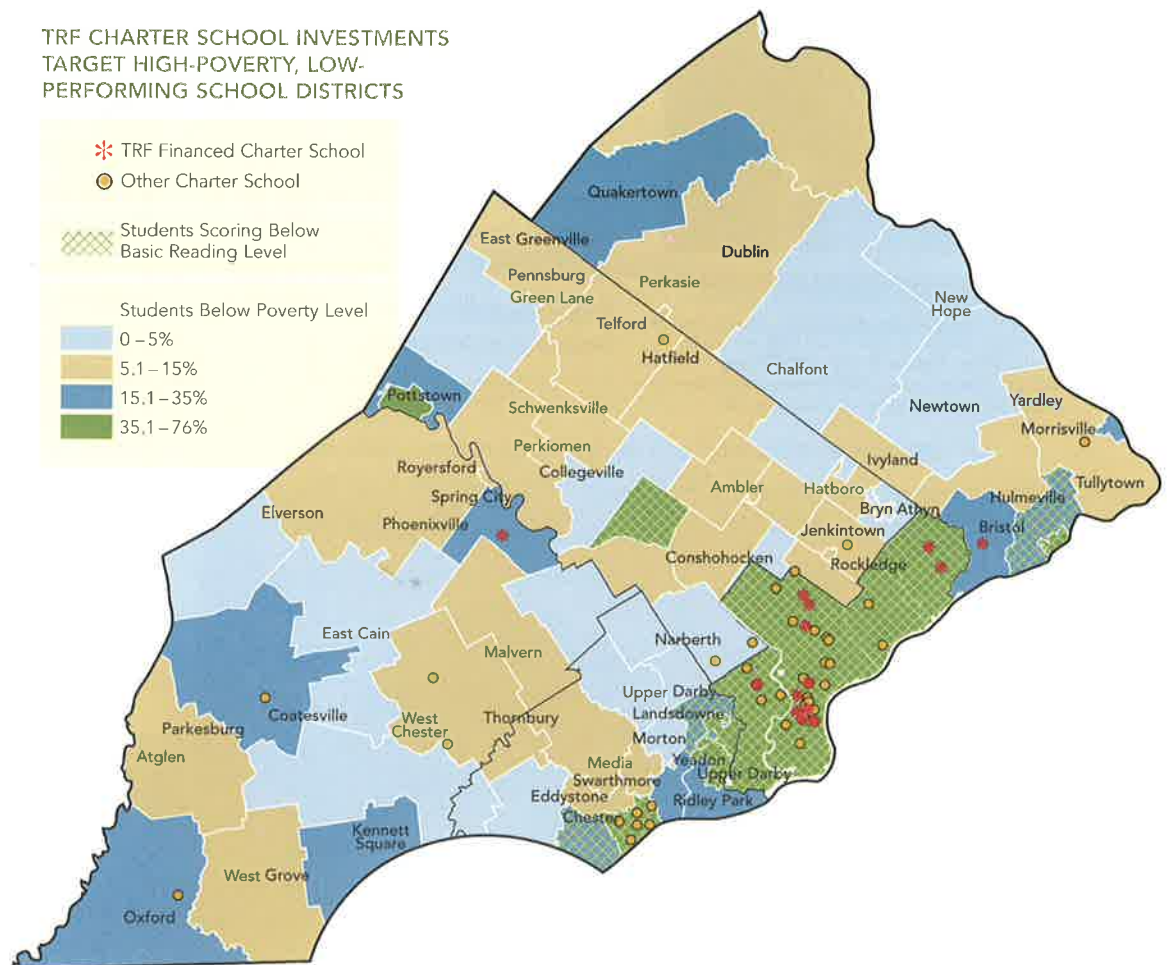 TRF CHARTER SCHOOL INVESTMENTS
TARGET HIGH-POVERTY, LOW-
PERFORMING SCHOOL DISTRICTS
TRF Financed Charter School
Other Charter School
Students Scoring Below
Basic Reading Level
Students Below Poverty Level
0 – 5%
5.1 – 15%
15.1 – 35%
35.1 – 76%
Quakertown
East Greenville
Dublin
Pennsburg
Perkasie
Green Lane
New
Hope
Telford
Hatfield
Chalfont
Pottstown
Yardley
Schwenksville
Newtown
Morrisville
Perkiomen
Ivyland
Royersford
Collegeville
Tullytown
Ambler
Hatboro
Spring City
Hulmeville
Elverson
Bryn Athyn
Phoenixville
Bristol
Jenkintown
Conshohocken
Rockledge
East Cain
Narberth
Malvern
Upper Darby
Landsdowne
Coatesville
West
Chester
Thornbury
Parkesburg
Morton
Atglen
Media
Yeadon
Upper Darby
Swarthmore
Eddystone
Ridley Park
Chester
Kennett
Square
West Grove
Oxford